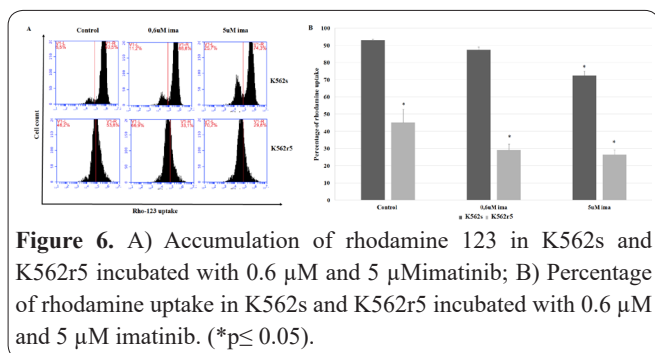 A
Control
0,6uM ima
5uM ima
K562s
K562r5
Cell count
Rho-123 uptake
B
Percentage of rhodamine uptake
100
90
80
70
60
50
40
30
20
10
0
*
*
*
*
Control
0,6uM ima
5uM ima
K562s K562r5
Figure 6. A) Accumulation of rhodamine 123 in K562s and
K562r5 incubated with 0.6 µM and 5 µMimatinib; B) Percentage
of rhodamine uptake in K562s and K562r5 incubated with 0.6 µM
and 5 µM imatinib. (*p≤ 0.05).